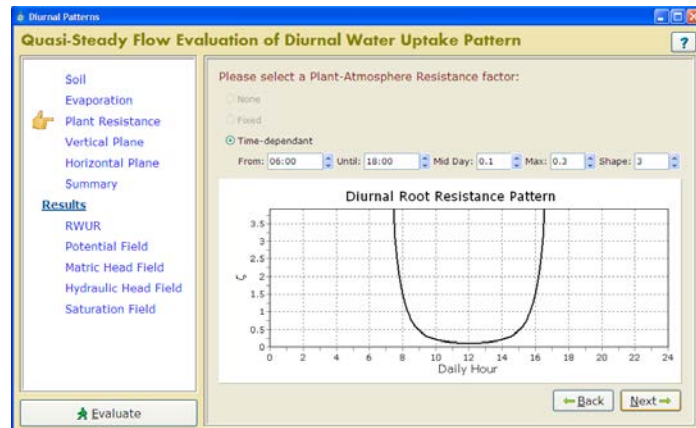 Diurnal Patterns
Quasi-Steady Flow Evaluation of Diurnal Water Uptake Pattern
?
Soil
Evaporation
Plant Resistance
Vertical Plane
Horizontal Plane
Summary
Results
RWUR
Potential Field
Matric Head Field
Hydraulic Head Field
Saturation Field
Evaluate
Please select a Plant-Atmosphere Resistance factor:
None
Fixed
Time-dependant
From: 06:00 Until: 18:00 Mid Day: 0.1 Max: 0.3 Shape: 3
Diurnal Root Resistance Pattern
3.5
3
2.5
2
1.5
1
0.5
0
ζ
0 2 4 6 8 10 12 14 16 18 20 22 24
Daily Hour
Back Next